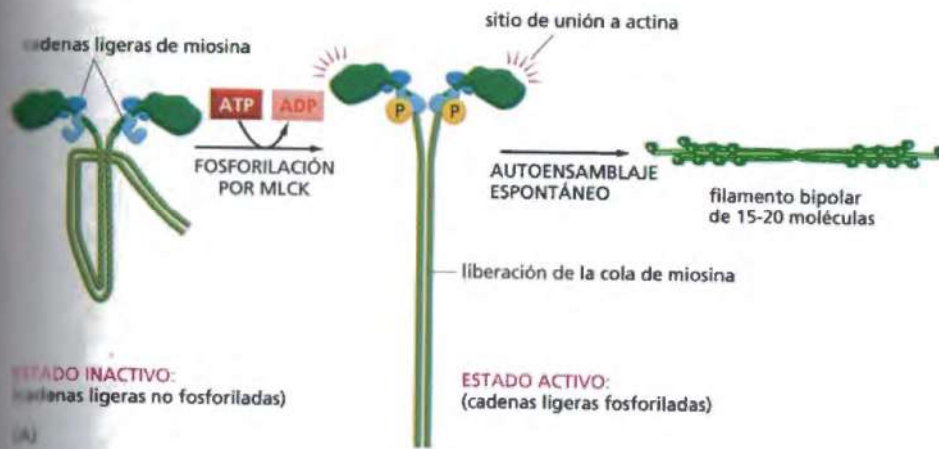 cadenas ligeras de miosina
sitio de unión a actina
ATP
ADP
FOSFORILACIÓN
POR MLCK
P
P
AUTOENSAMBLAJE
ESPONTÁNEO
filamento bipolar
de 15-20 moléculas
liberación de la cola de miosina
ESTADO INACTIVO:
(cadenas ligeras no fosforiladas)
ESTADO ACTIVO:
(cadenas ligeras fosforiladas)
(A)